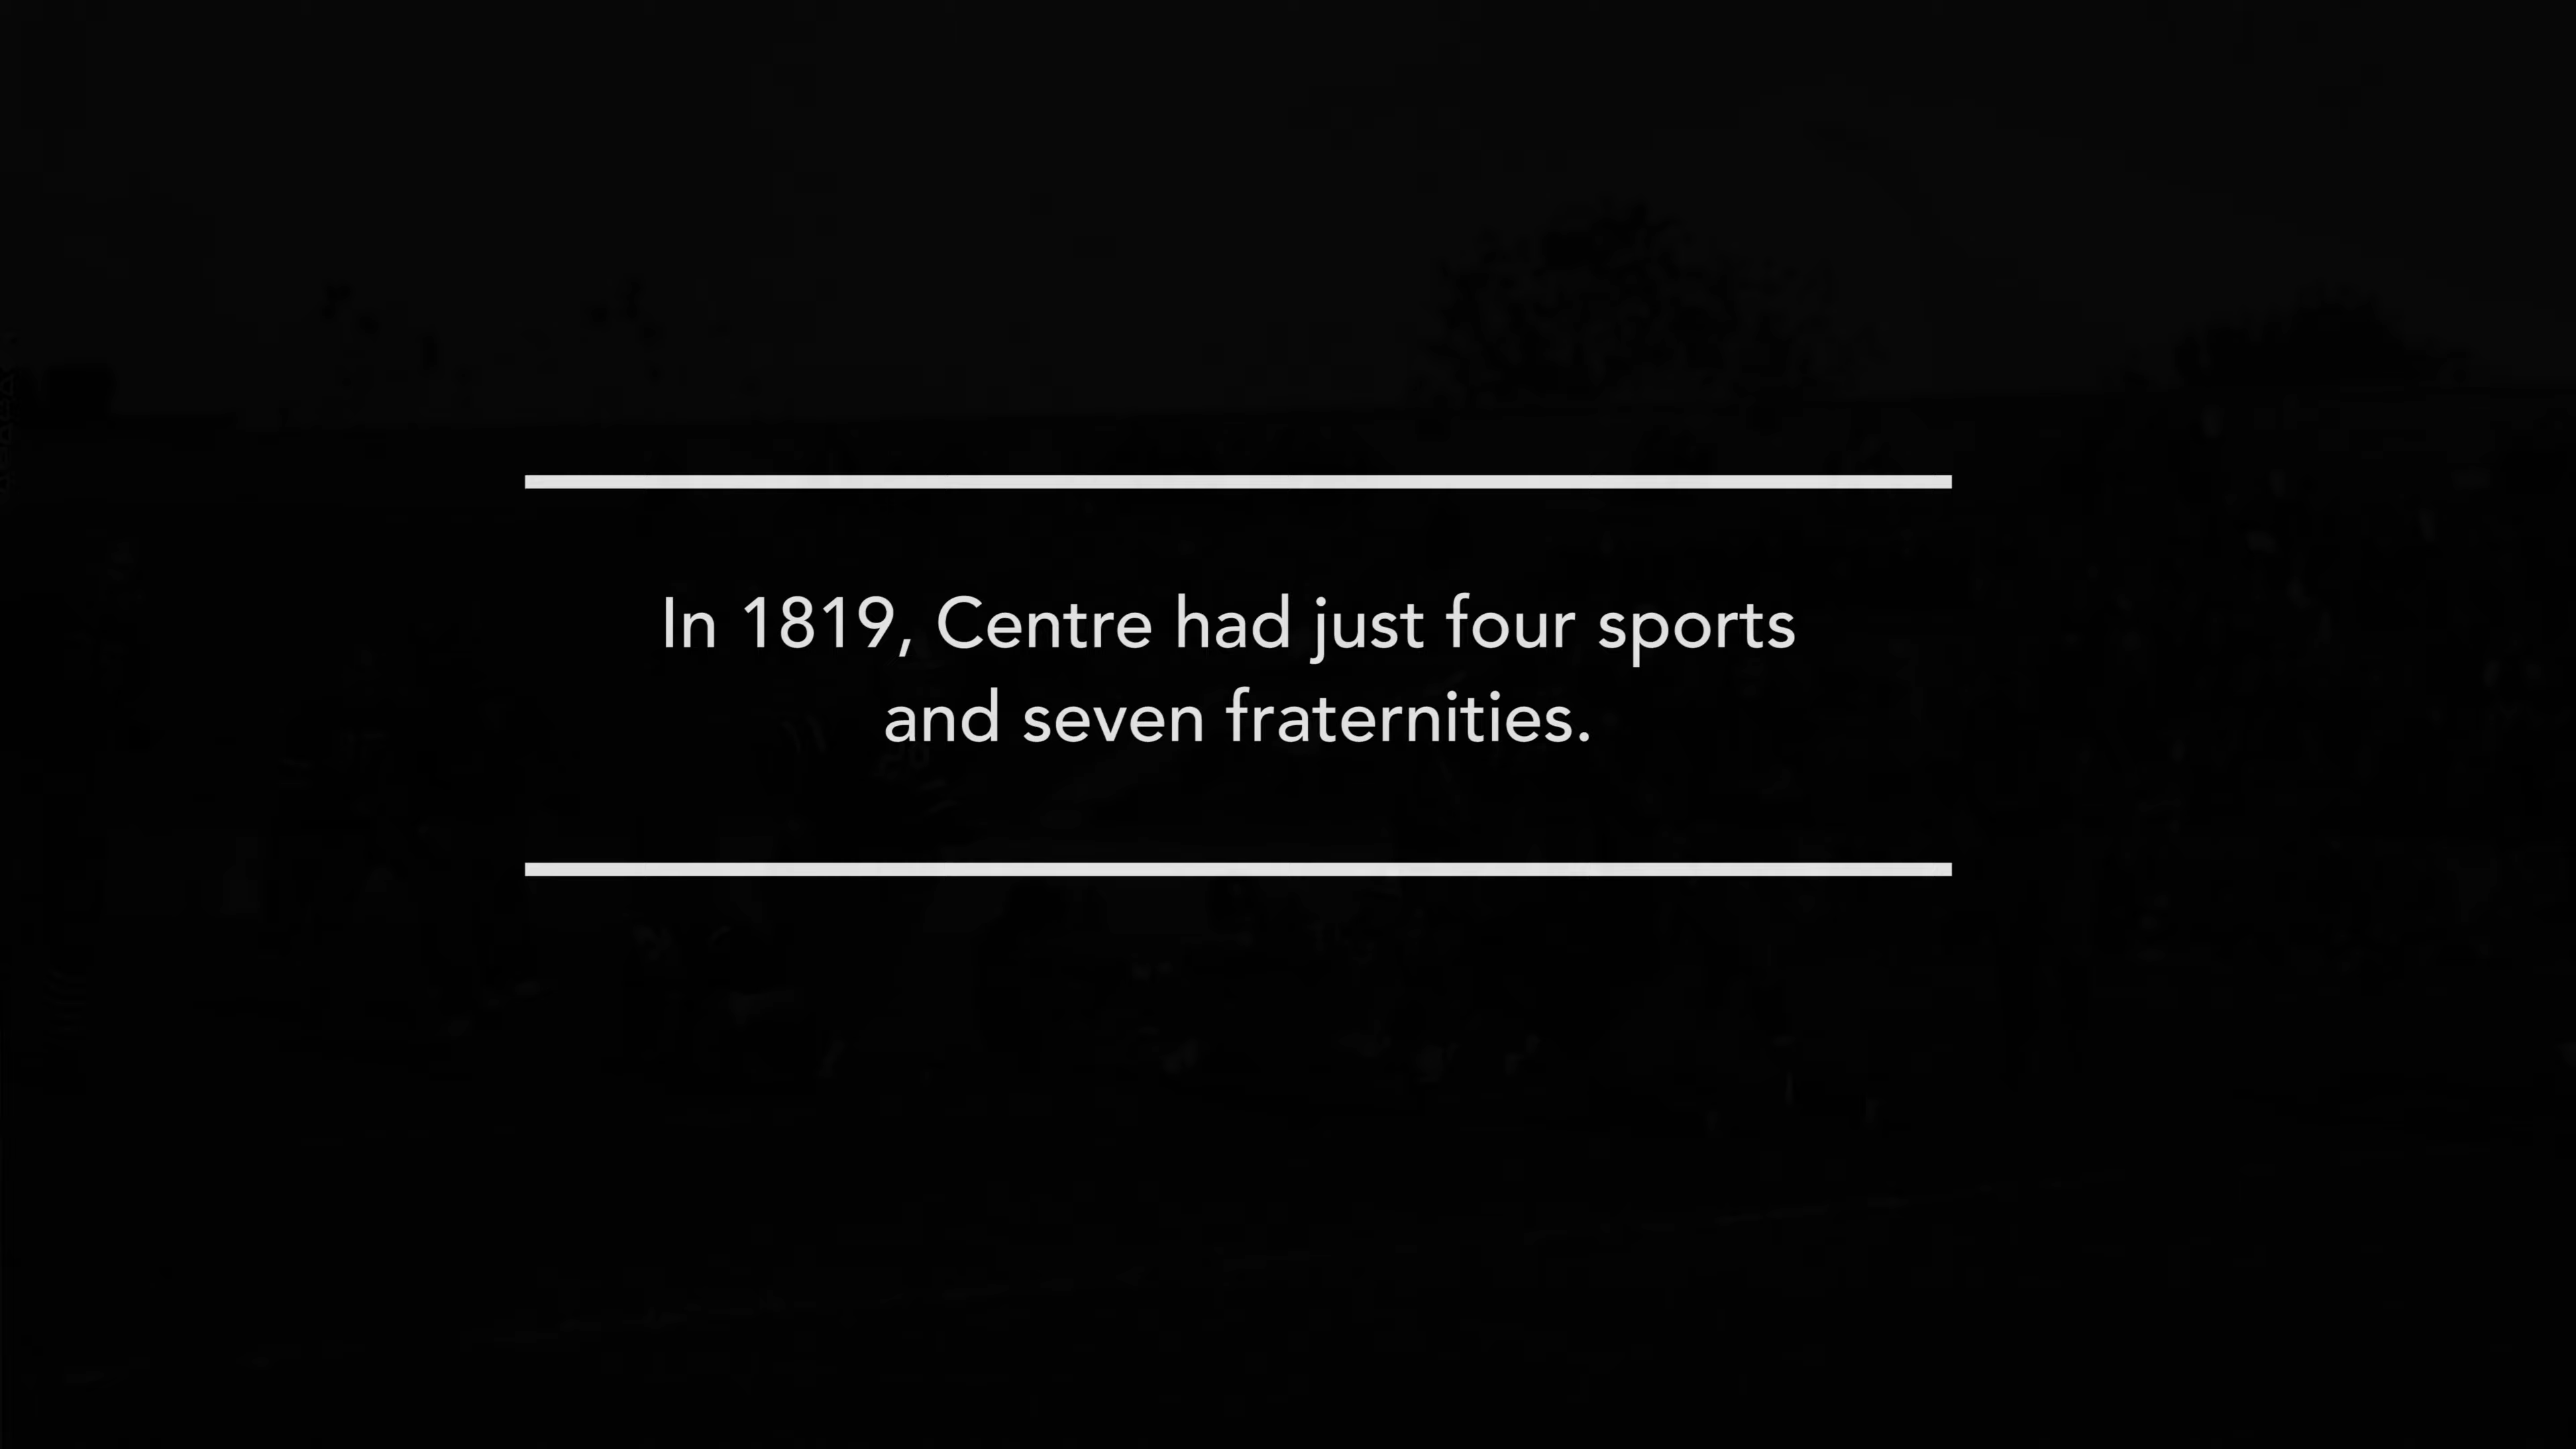 In 1819, Centre had just four sports
and seven fraternities.